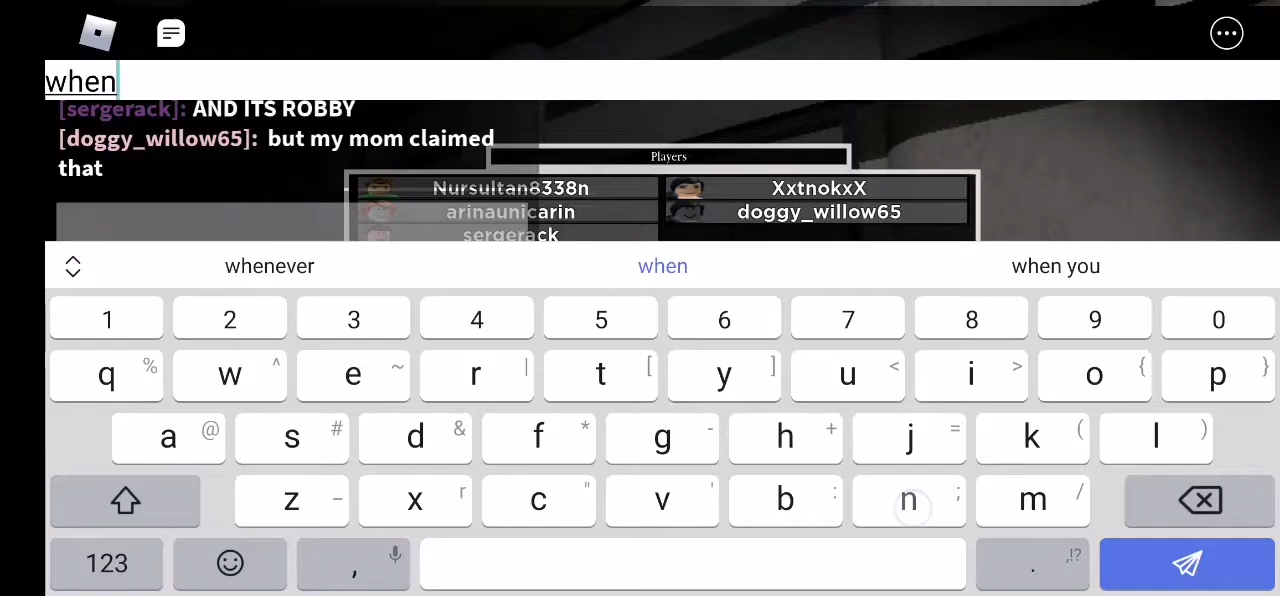 when
[sergerack]: AND ITS ROBBY
[doggy_willow65]: but my mom claimed
that
Players
Nursultan8338n XxtnokxX
arinaunicarin doggy_willow65
sergerack
whenever when when you
1 2 3 4 5 6 7 8 9 0
q % w ^ e ~ r | t [ y ] u < i > o { p }
a @ s # d & f * g - h + j = k ( l )
z _ x r c " v ' b : n ; m /
123 , . ,!?